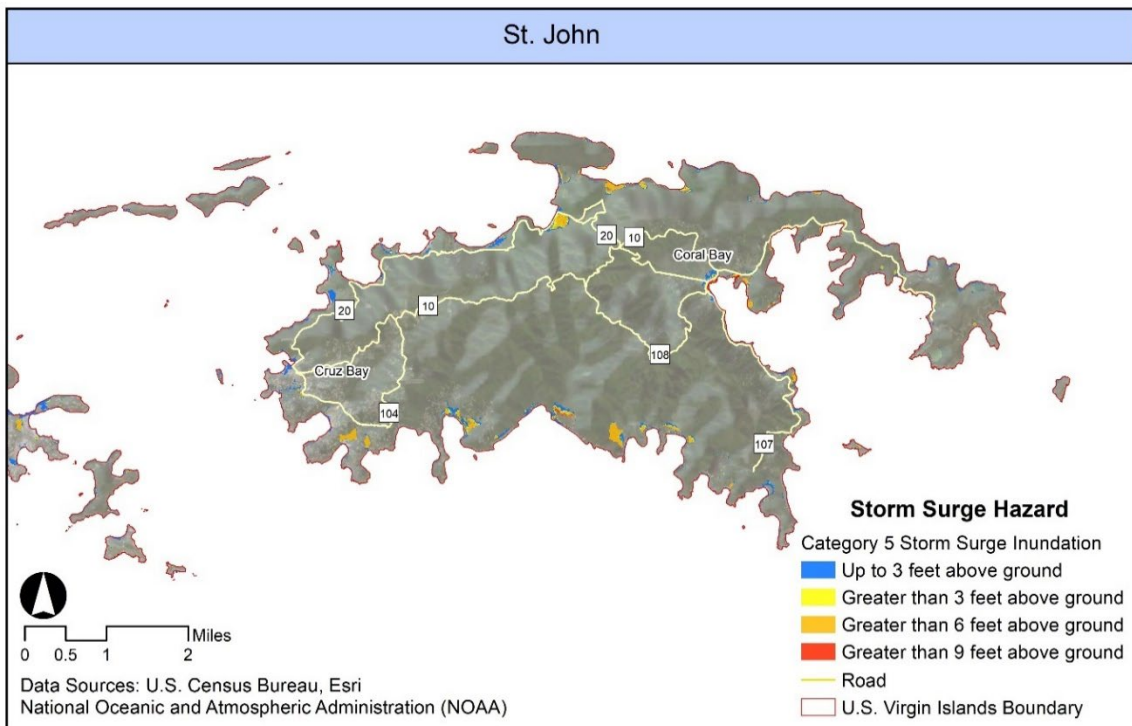 St. John
20
10
Coral Bay
20
10
108
Cruz Bay
104
107
Storm Surge Hazard
Category 5 Storm Surge Inundation
Up to 3 feet above ground
Greater than 3 feet above ground
Greater than 6 feet above ground
Greater than 9 feet above ground
Road
U.S. Virgin Islands Boundary
Miles
0 0.5 1 2
Data Sources: U.S. Census Bureau, Esri
National Oceanic and Atmospheric Administration (NOAA)